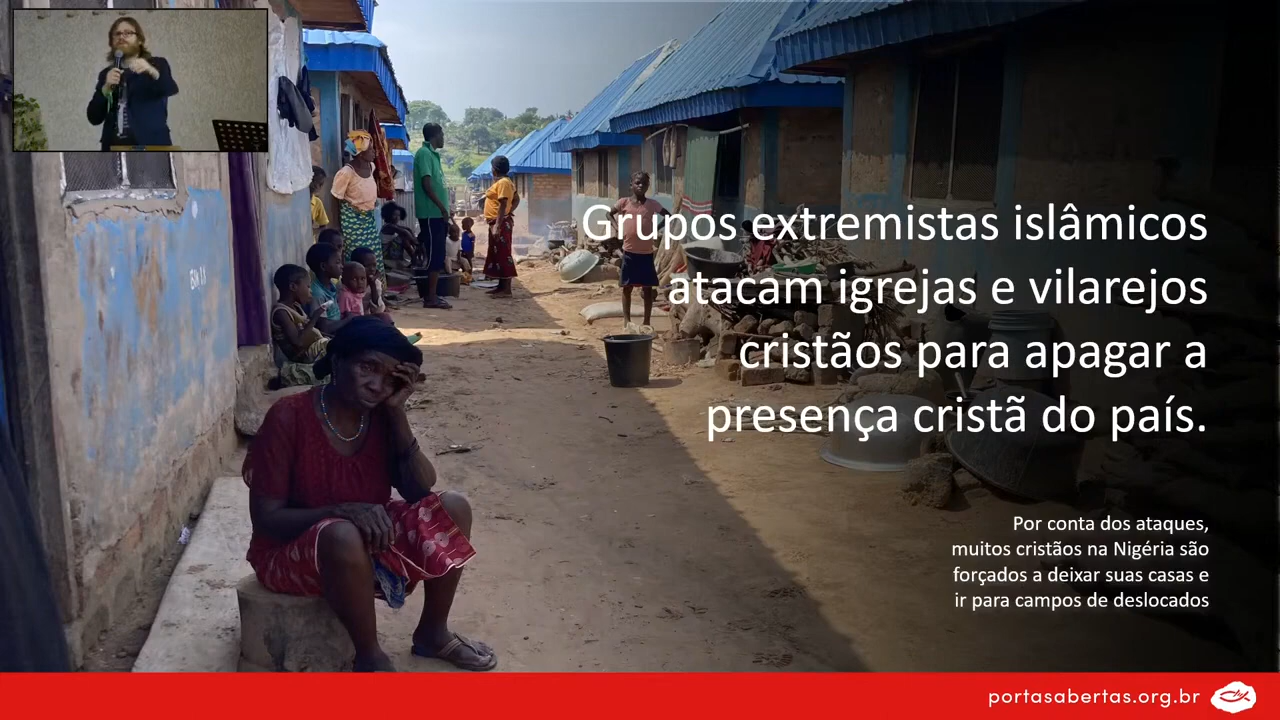 Grupos extremistas islâmicos
atacam igrejas e vilarejos
cristãos para apagar a
presença cristã do país.
Por conta dos ataques,
muitos cristãos na Nigéria são
forçados a deixar suas casas e
ir para campos de deslocados
portasabertas.org.br